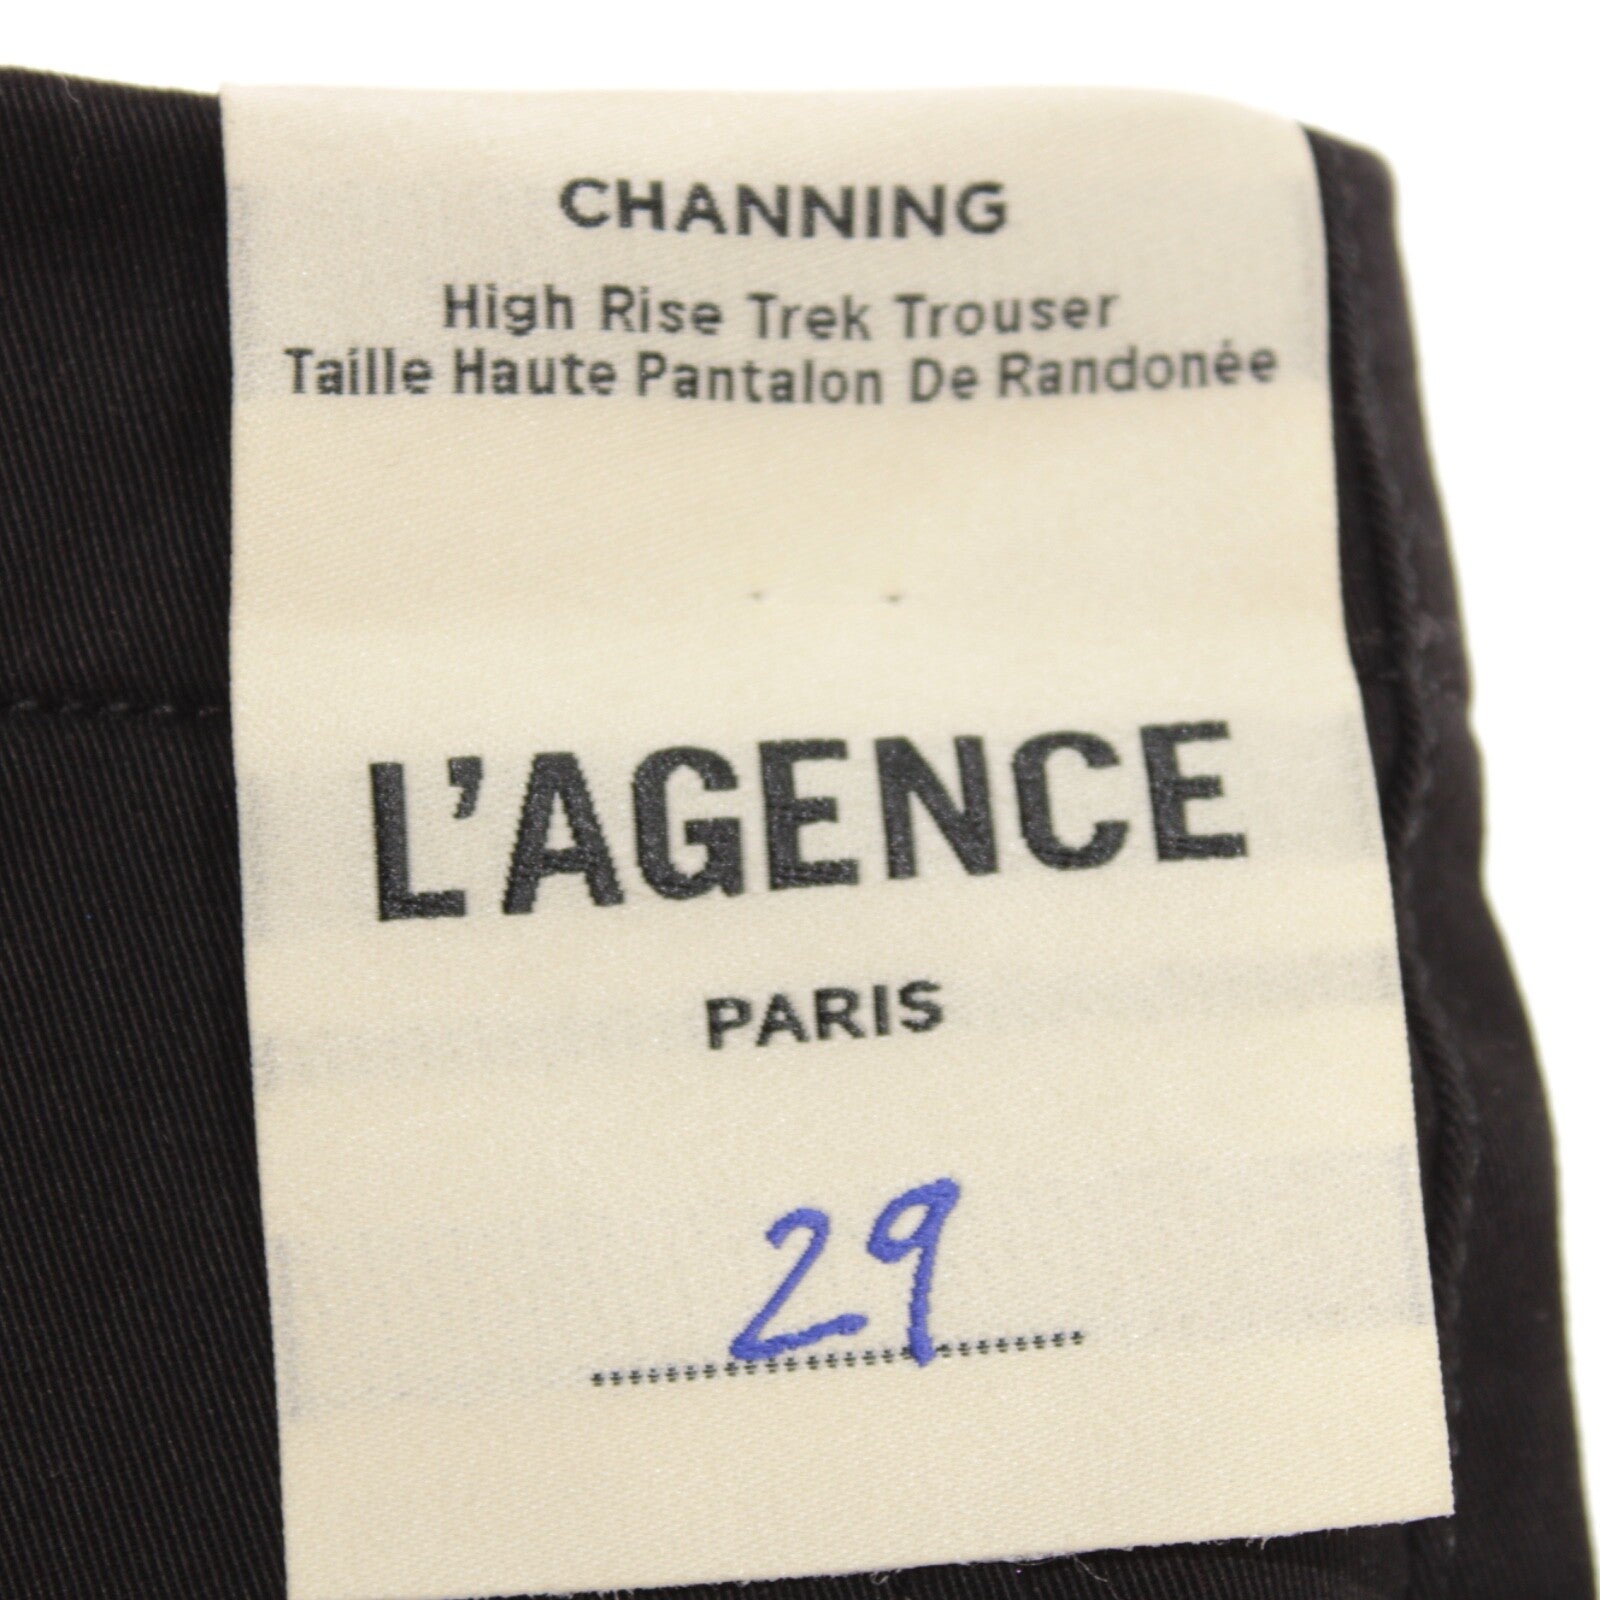 CHANNING
High Rise Trek Trouser
Taille Haute Pantalon De Randonée
L'AGENCE
PARIS
29